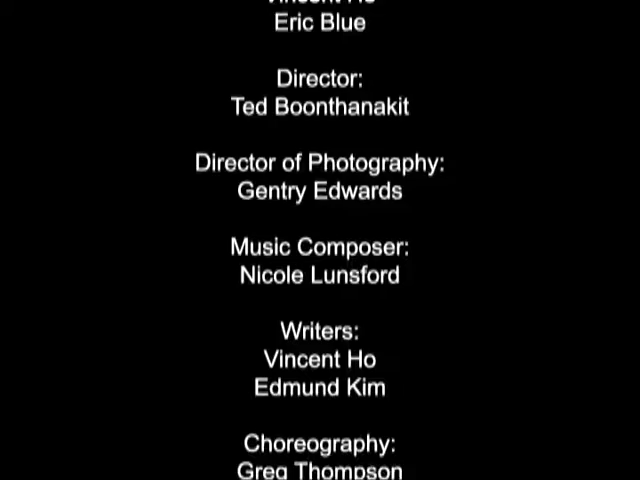 Vincent Ho
Eric Blue
Director:
Ted Boonthanakit
Director of Photography:
Gentry Edwards
Music Composer:
Nicole Lunsford
Writers:
Vincent Ho
Edmund Kim
Choreography:
Greg Thompson